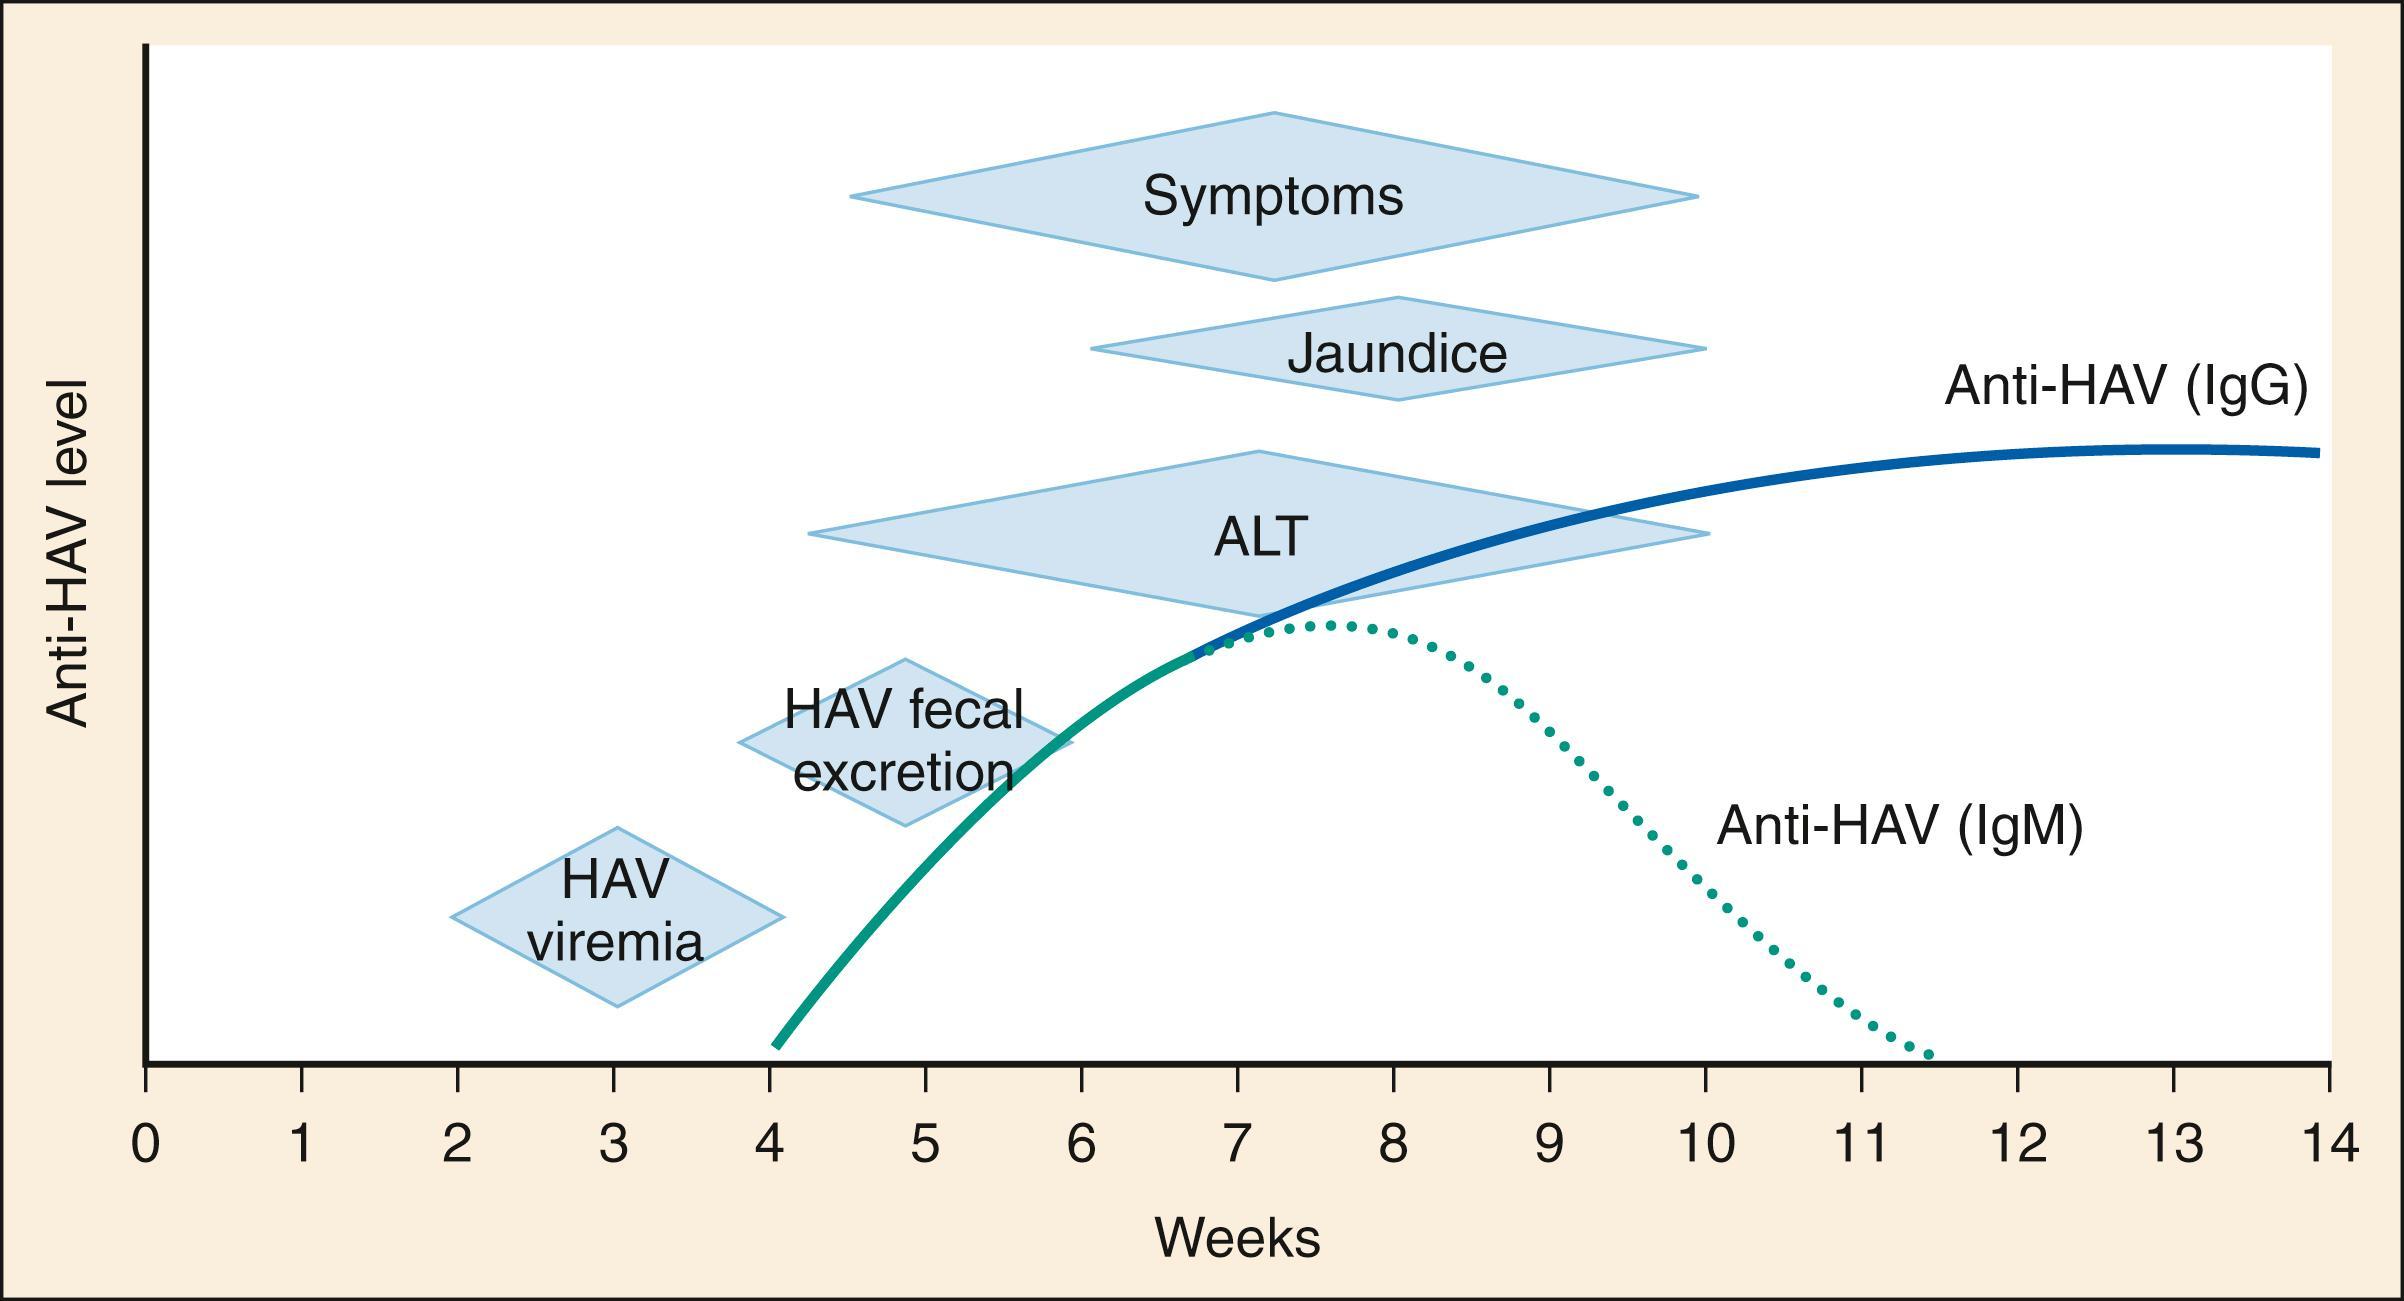 Symptoms
Jaundice
Anti-HAV (IgG)
ALT
HAV fecal
excretion
Anti-HAV (IgM)
HAV
viremia
Anti-HAV level
0 1 2 3 4 5 6 7 8 9 10 11 12 13 14
Weeks